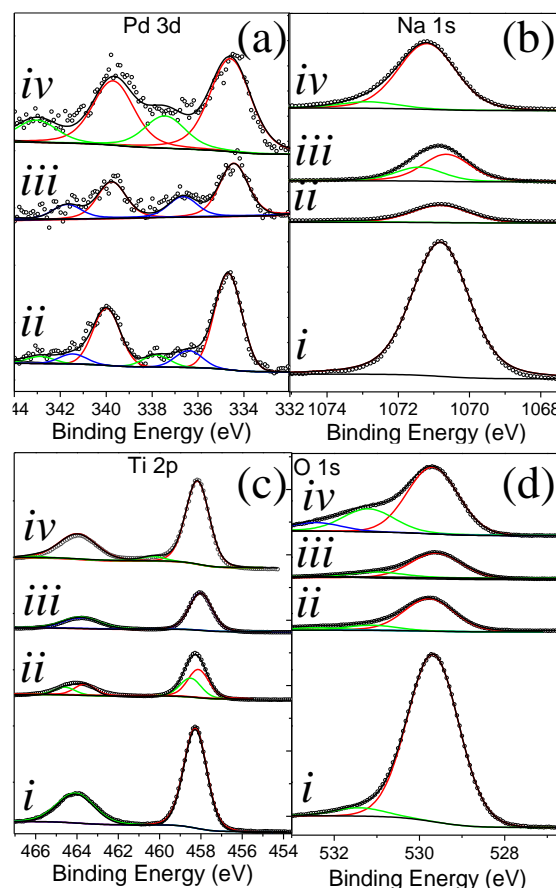 Pd 3d
(a)
iv
iii
ii
44 342 340 338 336 334 332
Binding Energy (eV)
Na 1s
(b)
iv
iii
ii
i
1074 1072 1070 1068
Binding Energy (eV)
Ti 2p
(c)
iv
iii
ii
i
466 464 462 460 458 456 454
Binding Energy (eV)
O 1s
(d)
iv
iii
ii
i
532 530 528
Binding Energy (eV)